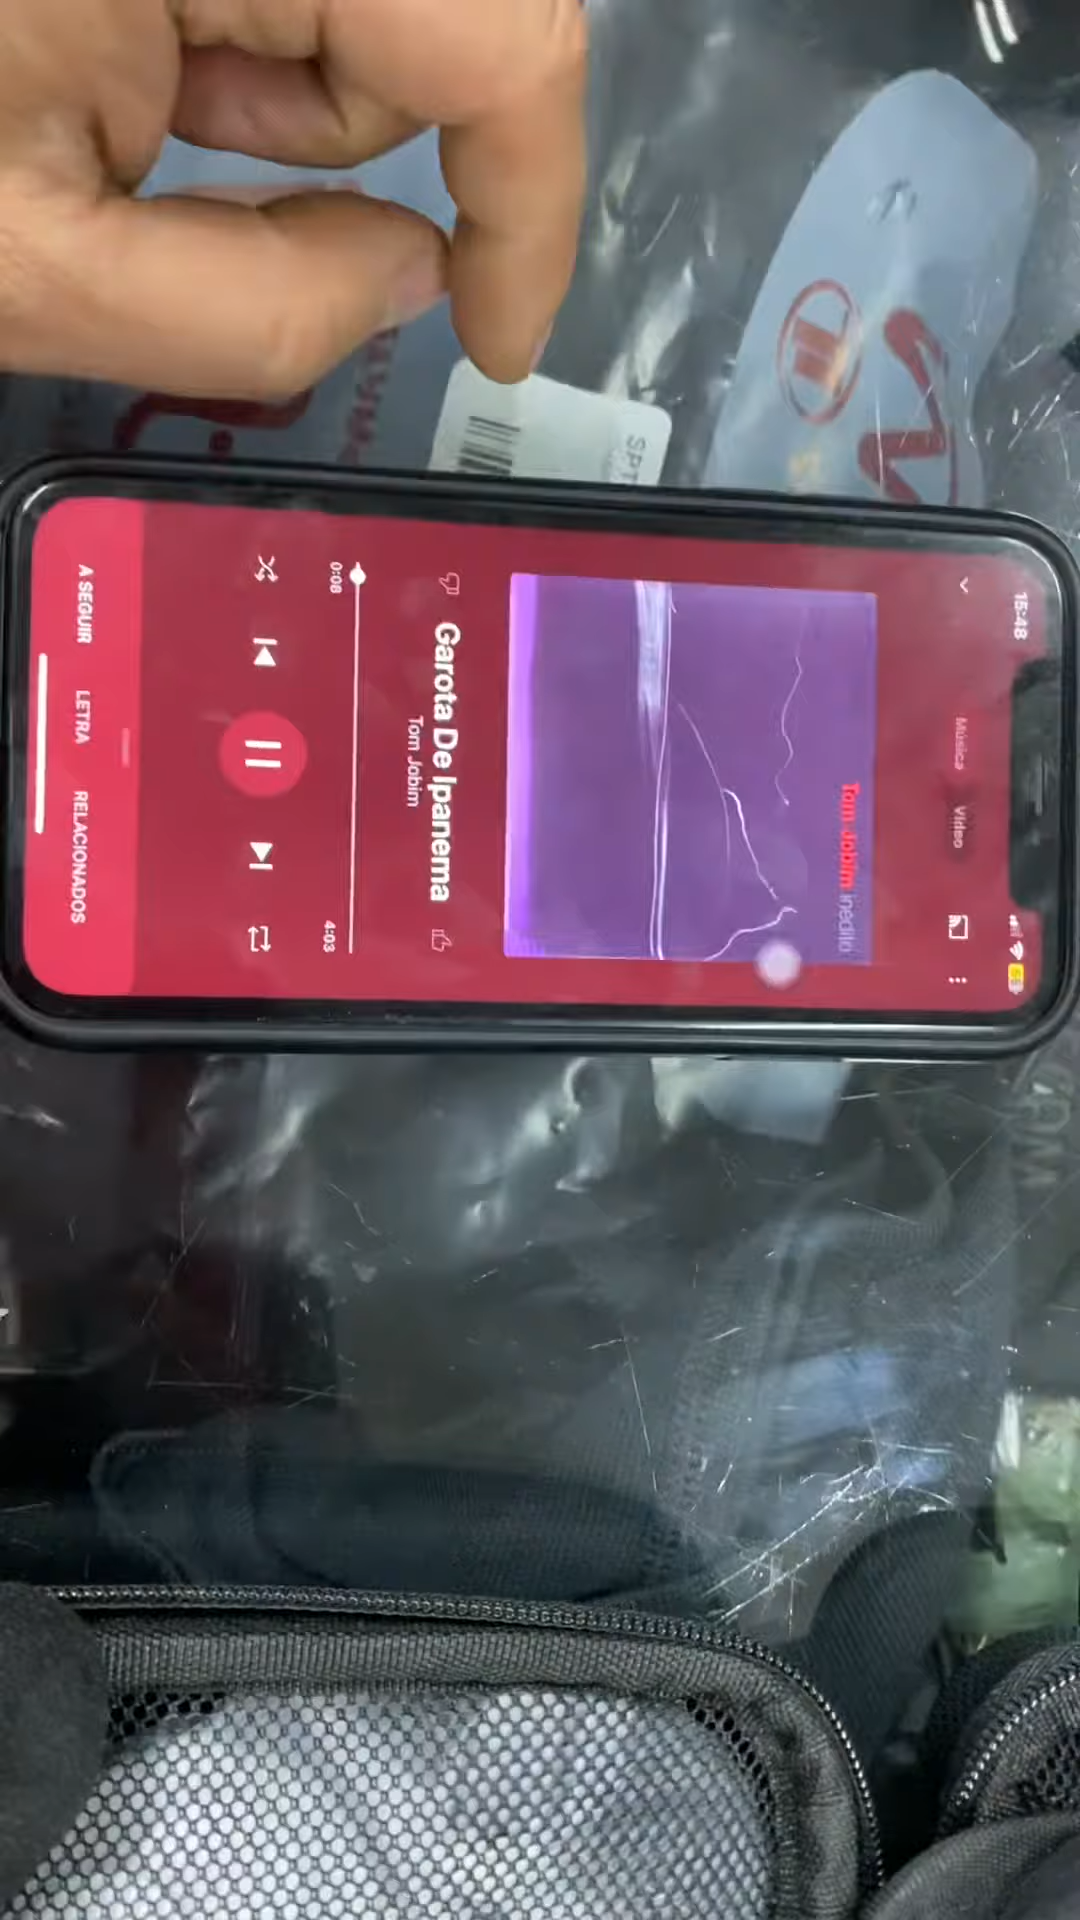 15:48
Música Vídeo
Tom Jobim inédito
Garota De Ipanema
Tom Jobim
0:08 4:03
A SEGUIR LETRA RELACIONADOS